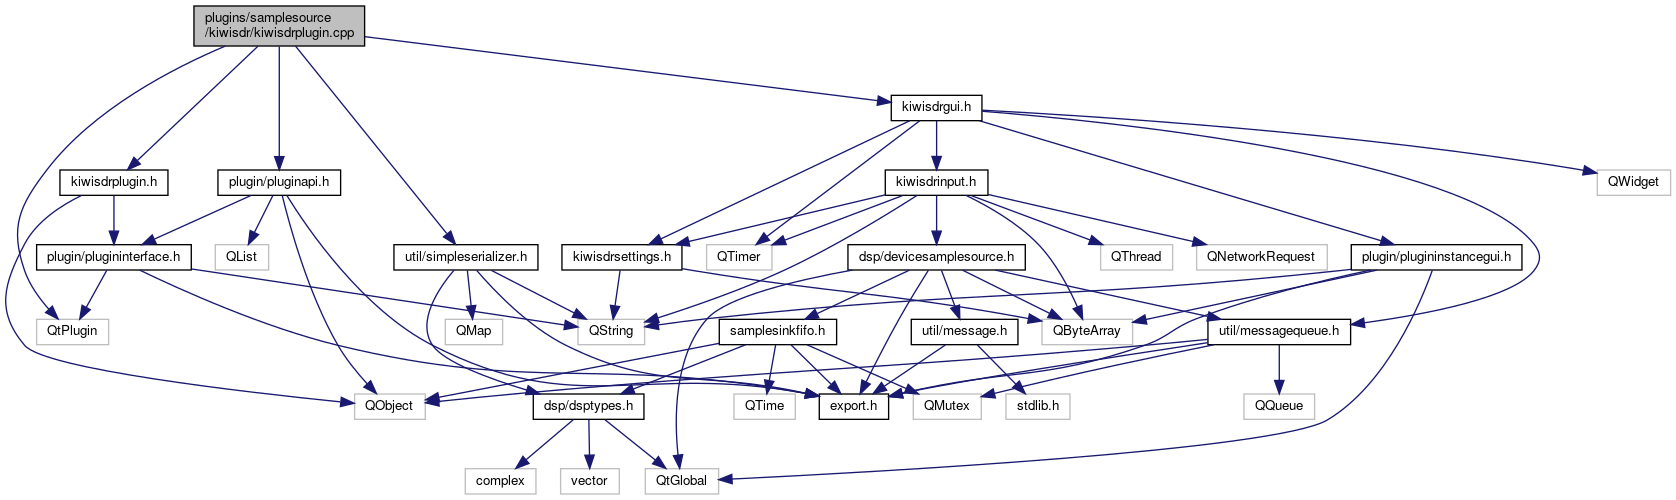 plugins/samplesource
/kiwisdr/kiwisdrplugin.cpp
kiwisdrgui.h
kiwisdrplugin.h
plugin/pluginapi.h
kiwisdrinput.h
QWidget
plugin/plugininterface.h
QList
util/simpleserializer.h
kiwisdrsettings.h
QTimer
dsp/devicesamplesource.h
QThread
QNetworkRequest
plugin/plugininstancegui.h
QtPlugin
QMap
QString
samplesinkfifo.h
util/message.h
QByteArray
util/messagequeue.h
QObject
dsp/dsptypes.h
QTime
export.h
QMutex
stdlib.h
QQueue
complex
vector
QtGlobal